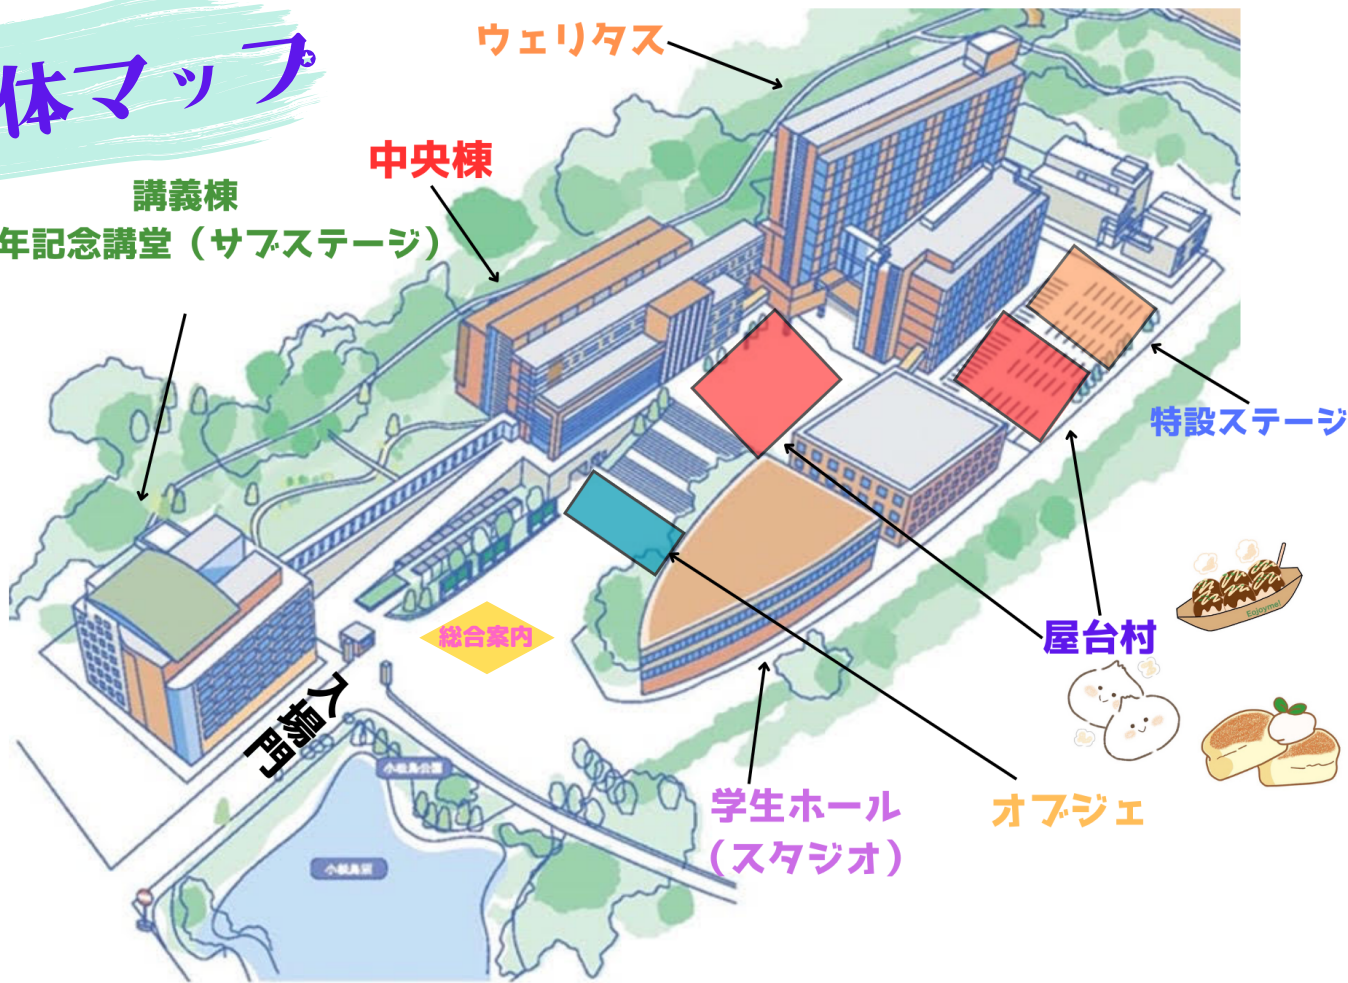 体マップ
ウェリタス
中央棟
講義棟
年記念講堂（サブステージ）
特設ステージ
総合案内
入場門
屋台村
Enjoyme!
学生ホール
（スタジオ）
オブジェ